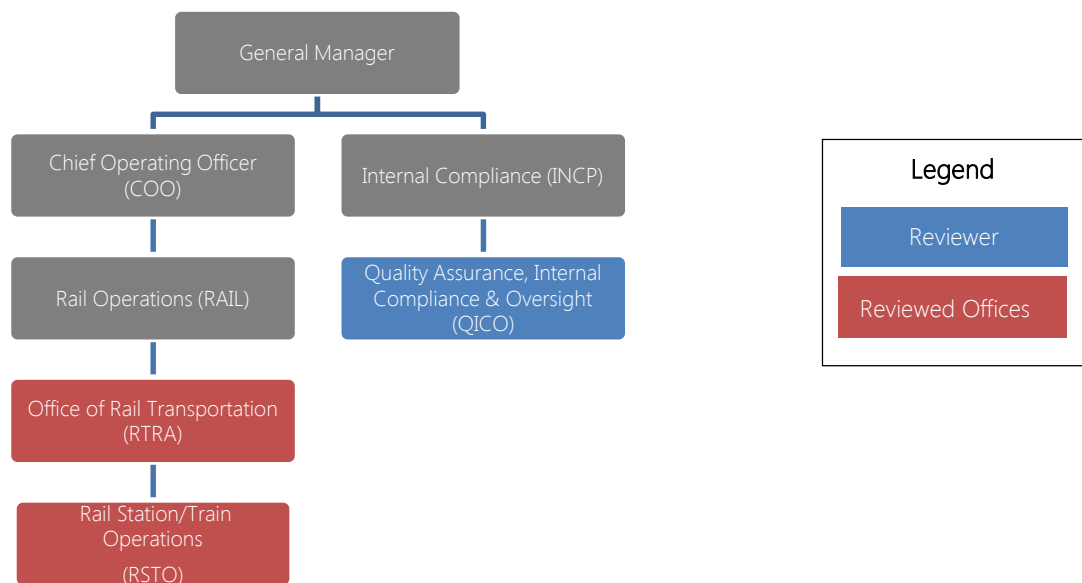 General Manager
Chief Operating Officer
(COO)
Internal Compliance (INCP)
Legend
Reviewer
Rail Operations (RAIL)
Quality Assurance, Internal
Compliance & Oversight
(QICO)
Reviewed Offices
Office of Rail Transportation
(RTRA)
Rail Station/Train
Operations
(RSTO)